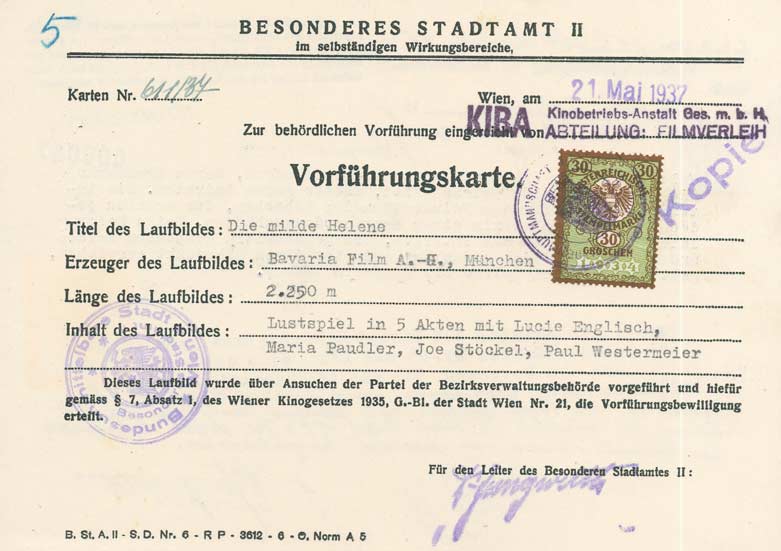 5
BESONDERES STADTAMT II
im selbständigen Wirkungsbereiche,
Karten Nr. 611/37
Wien, am 21. Mai 1937
KIBA Kinobetriebs-Anstalt Ges. m. b. H.
Zur behördlichen Vorführung eingereicht von ABTEILUNG: FILMVERLEIH
Kopie
Vorführungskarte.
30 30
ÖSTERREICHISCHE
STEMPELMARKE
30
GROSCHEN
HAUPTMANNSCHAFT
Titel des Laufbildes: Die milde Helene
Erzeuger des Laufbildes: Bavaria Film A.-H., München
Länge des Laufbildes: 2.250 m
Inhalt des Laufbildes: Lustspiel in 5 Akten mit Lucie Englisch,
Maria Paudler, Joe Stöckel, Paul Westermeier
Dieses Laufbild wurde über Ansuchen der Partei der Bezirksverwaltungsbehörde vorgeführt und hiefür
gemäss § 7, Absatz 1, des Wiener Kinogesetzes 1935, G.-Bl. der Stadt Wien Nr. 21, die Vorführungsbewilligung
erteilt.
Für den Leiter des Besonderen Stadtamtes II:
B. St. A. II - S. D. Nr. 6 - R P - 3612 - 6 - Ö. Norm A 5